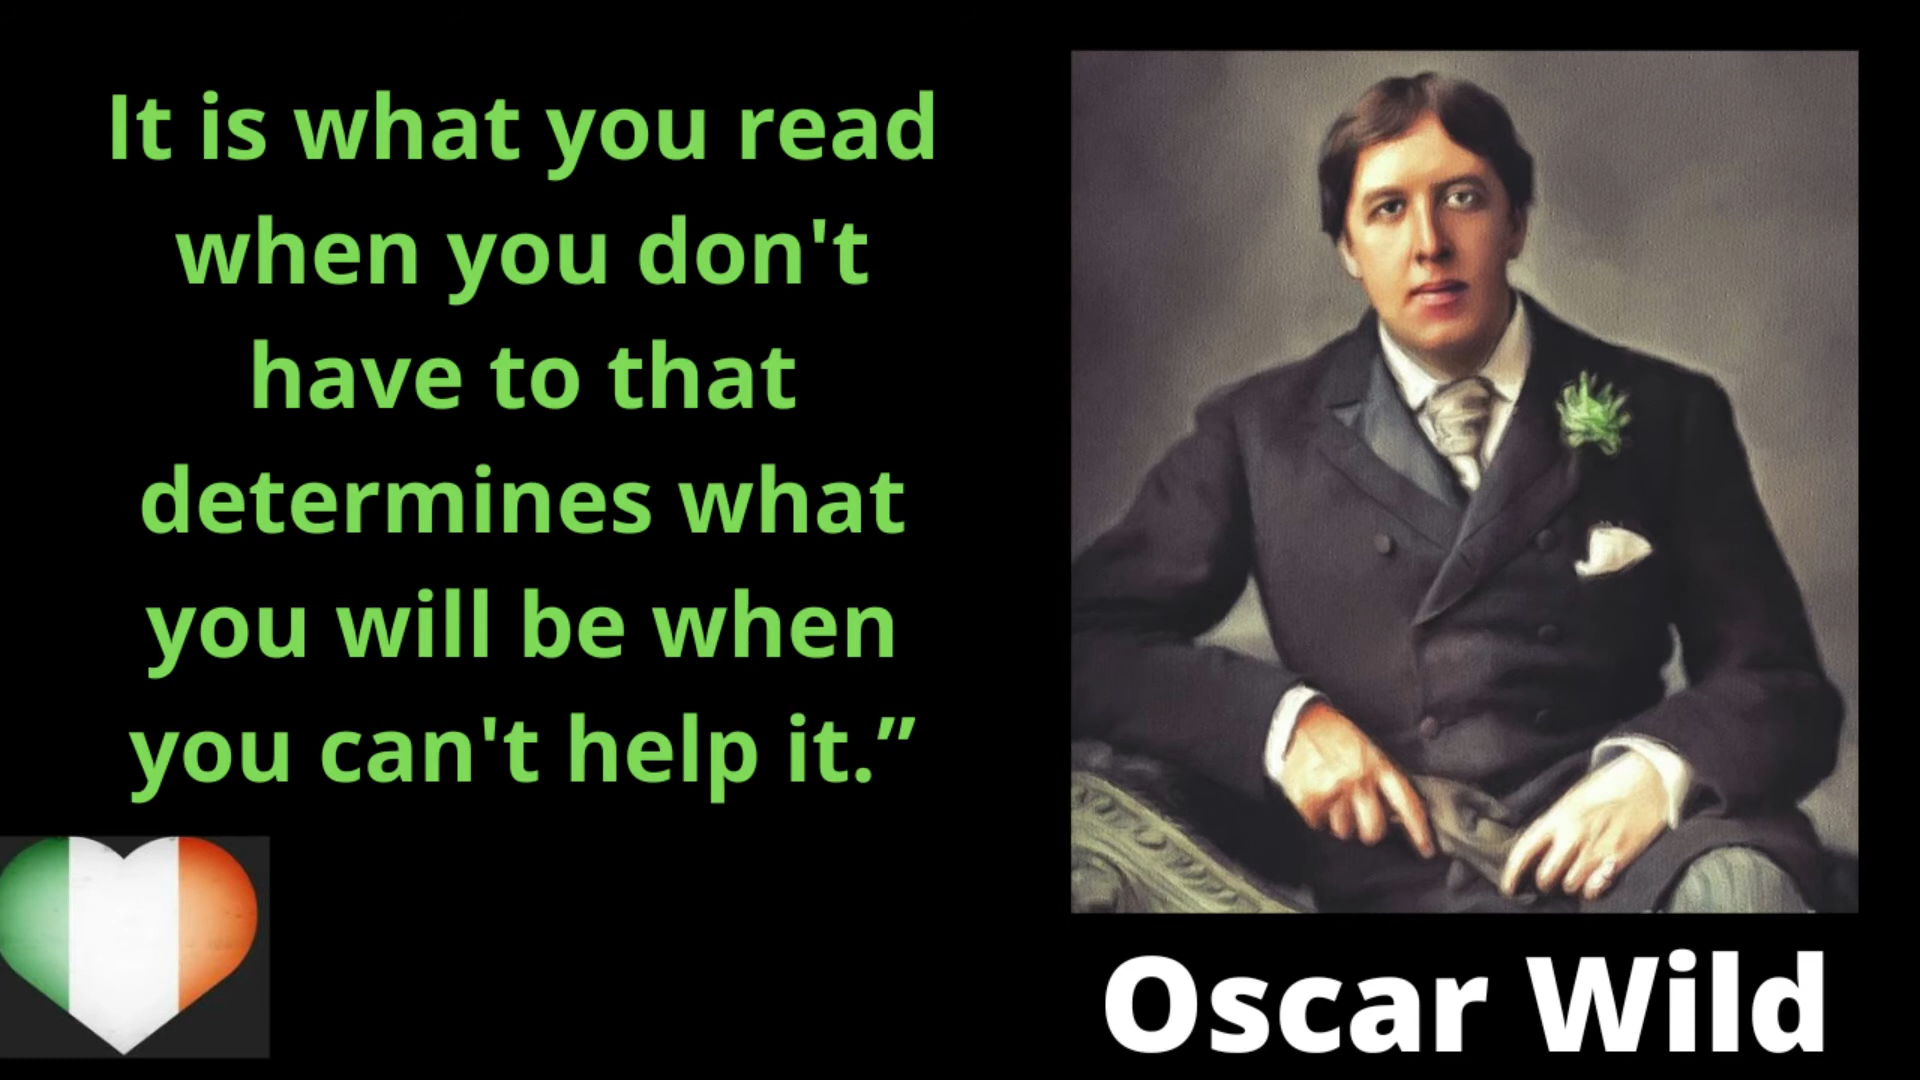 It is what you read
when you don't
have to that
determines what
you will be when
you can't help it.”
Oscar Wild